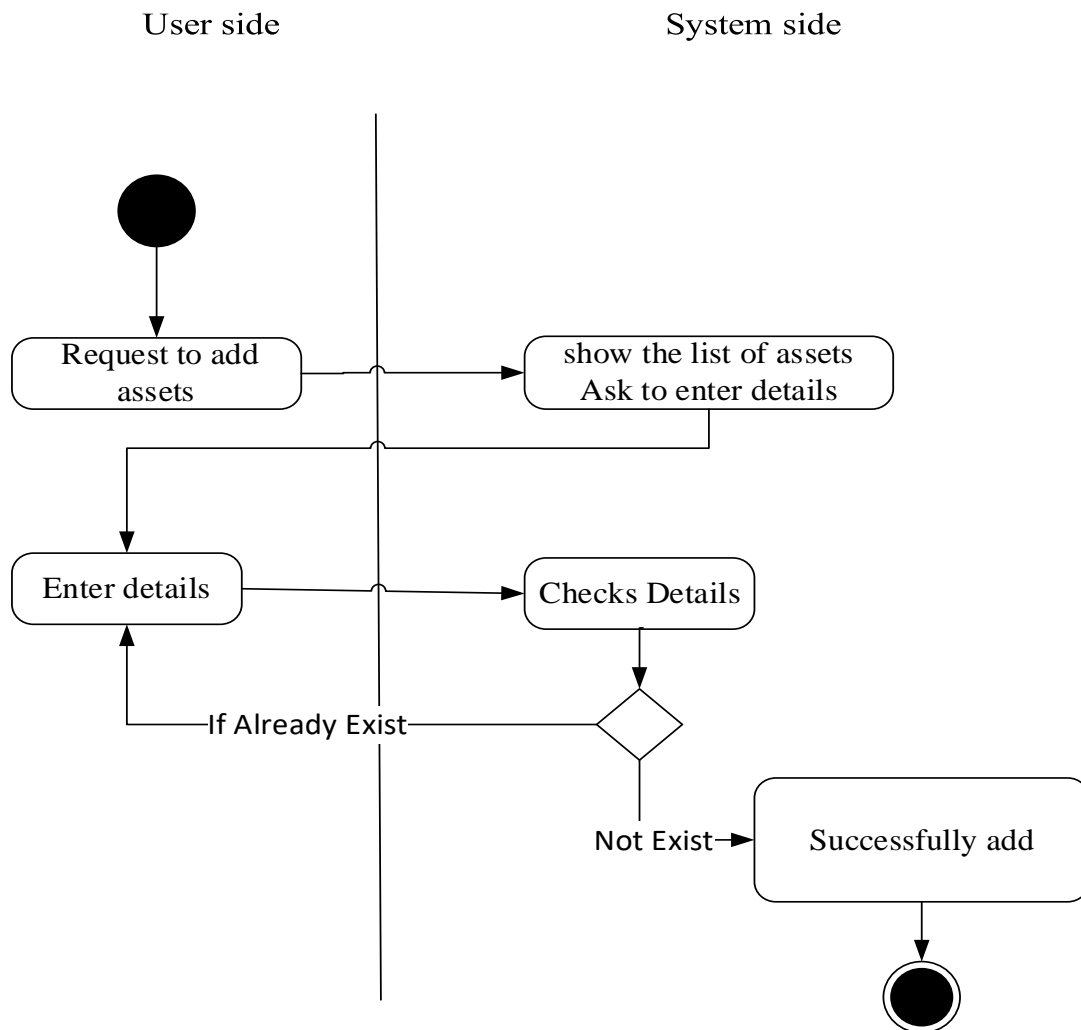 User side
System side
Request to add
assets
show the list of assets
Ask to enter details
Enter details
Checks Details
If Already Exist
Not Exist
Successfully add